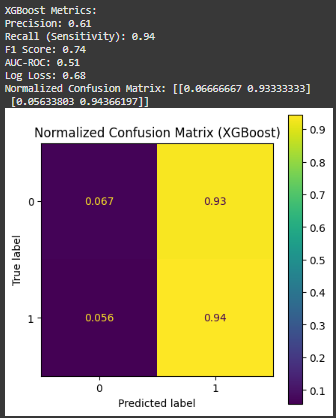 XGBoost Metrics:
Precision: 0.61
Recall (Sensitivity): 0.94
F1 Score: 0.74
AUC-ROC: 0.51
Log Loss: 0.68
Normalized Confusion Matrix: [[0.06666667 0.93333333]
[0.05633803 0.94366197]]
Normalized Confusion Matrix (XGBoost)
0.9
0.8
0.7
0.6
0.5
0.4
0.3
0.2
0.1
True label
0
0.067
0.93
1
0.056
0.94
0
1
Predicted label